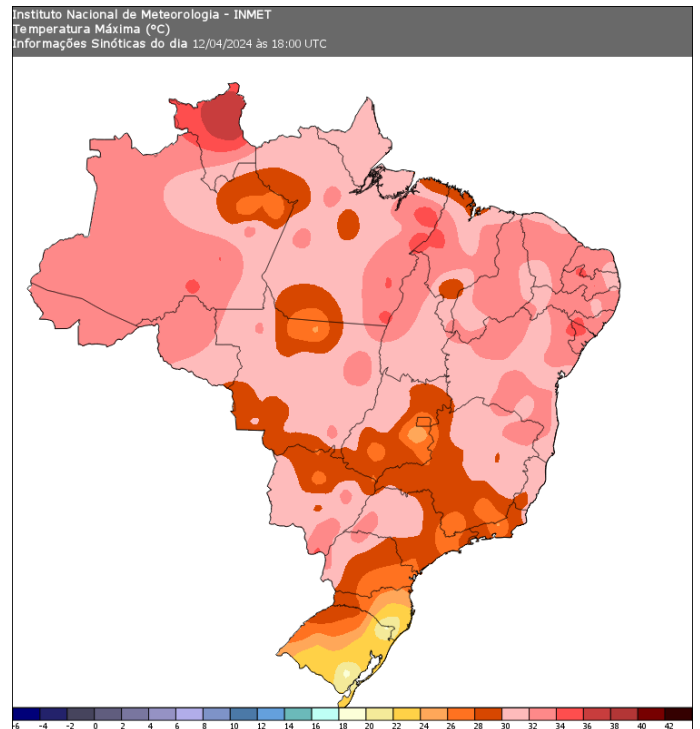 Instituto Nacional de Meteorologia - INMET
Temperatura Máxima (ºC)
Informações Sinóticas do dia 12/04/2024 às 18:00 UTC
-6 -4 -2 0 2 4 6 8 10 12 14 16 18 20 22 24 26 28 30 32 34 36 38 40 42